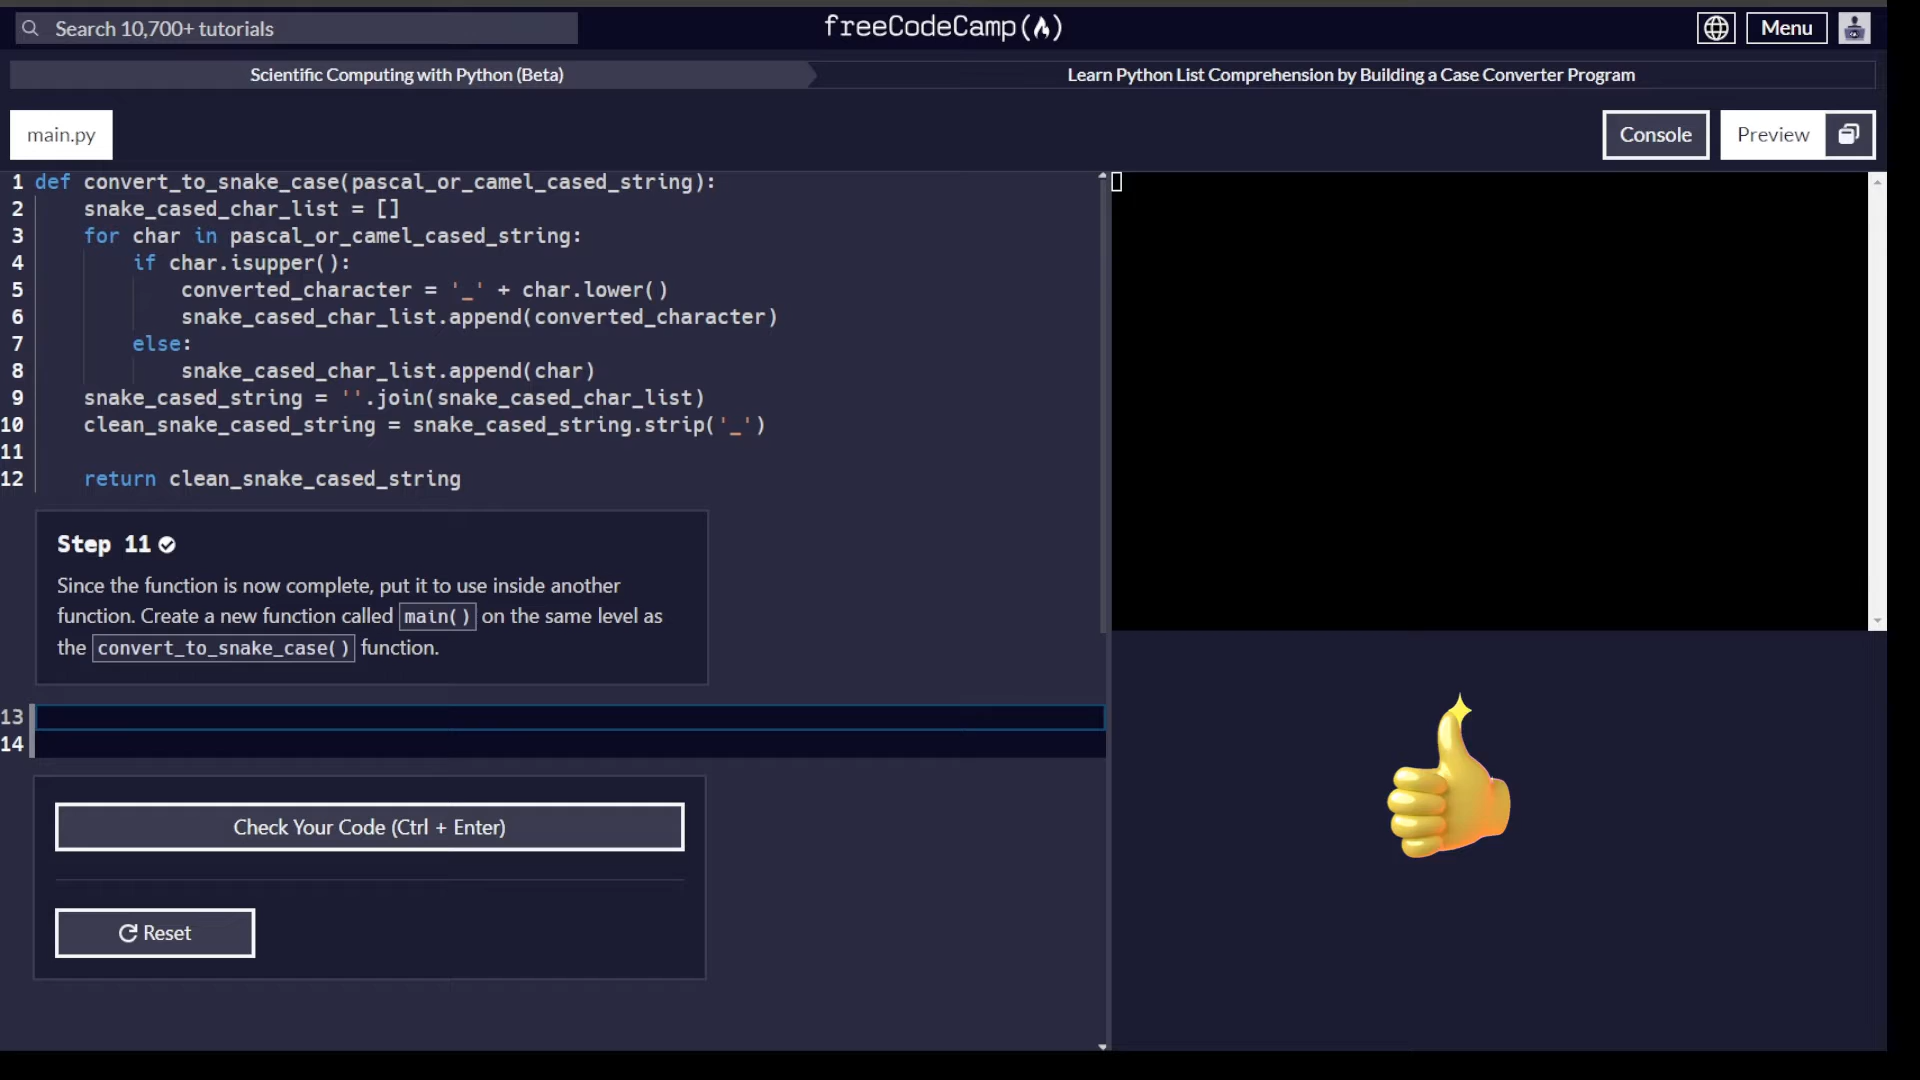 Search 10,700+ tutorials
freeCodeCamp
Menu
Scientific Computing with Python (Beta)
Learn Python List Comprehension by Building a Case Converter Program
main.py
Console
Preview
1 def convert_to_snake_case(pascal_or_camel_cased_string):
2     snake_cased_char_list = []
3     for char in pascal_or_camel_cased_string:
4         if char.isupper():
5             converted_character = '_' + char.lower()
6             snake_cased_char_list.append(converted_character)
7         else:
8             snake_cased_char_list.append(char)
9     snake_cased_string = ''.join(snake_cased_char_list)
10     clean_snake_cased_string = snake_cased_string.strip('_')
11
12     return clean_snake_cased_string
Step 11
Since the function is now complete, put it to use inside another
function. Create a new function called main() on the same level as
the convert_to_snake_case() function.
13
14
Check Your Code (Ctrl + Enter)
Reset